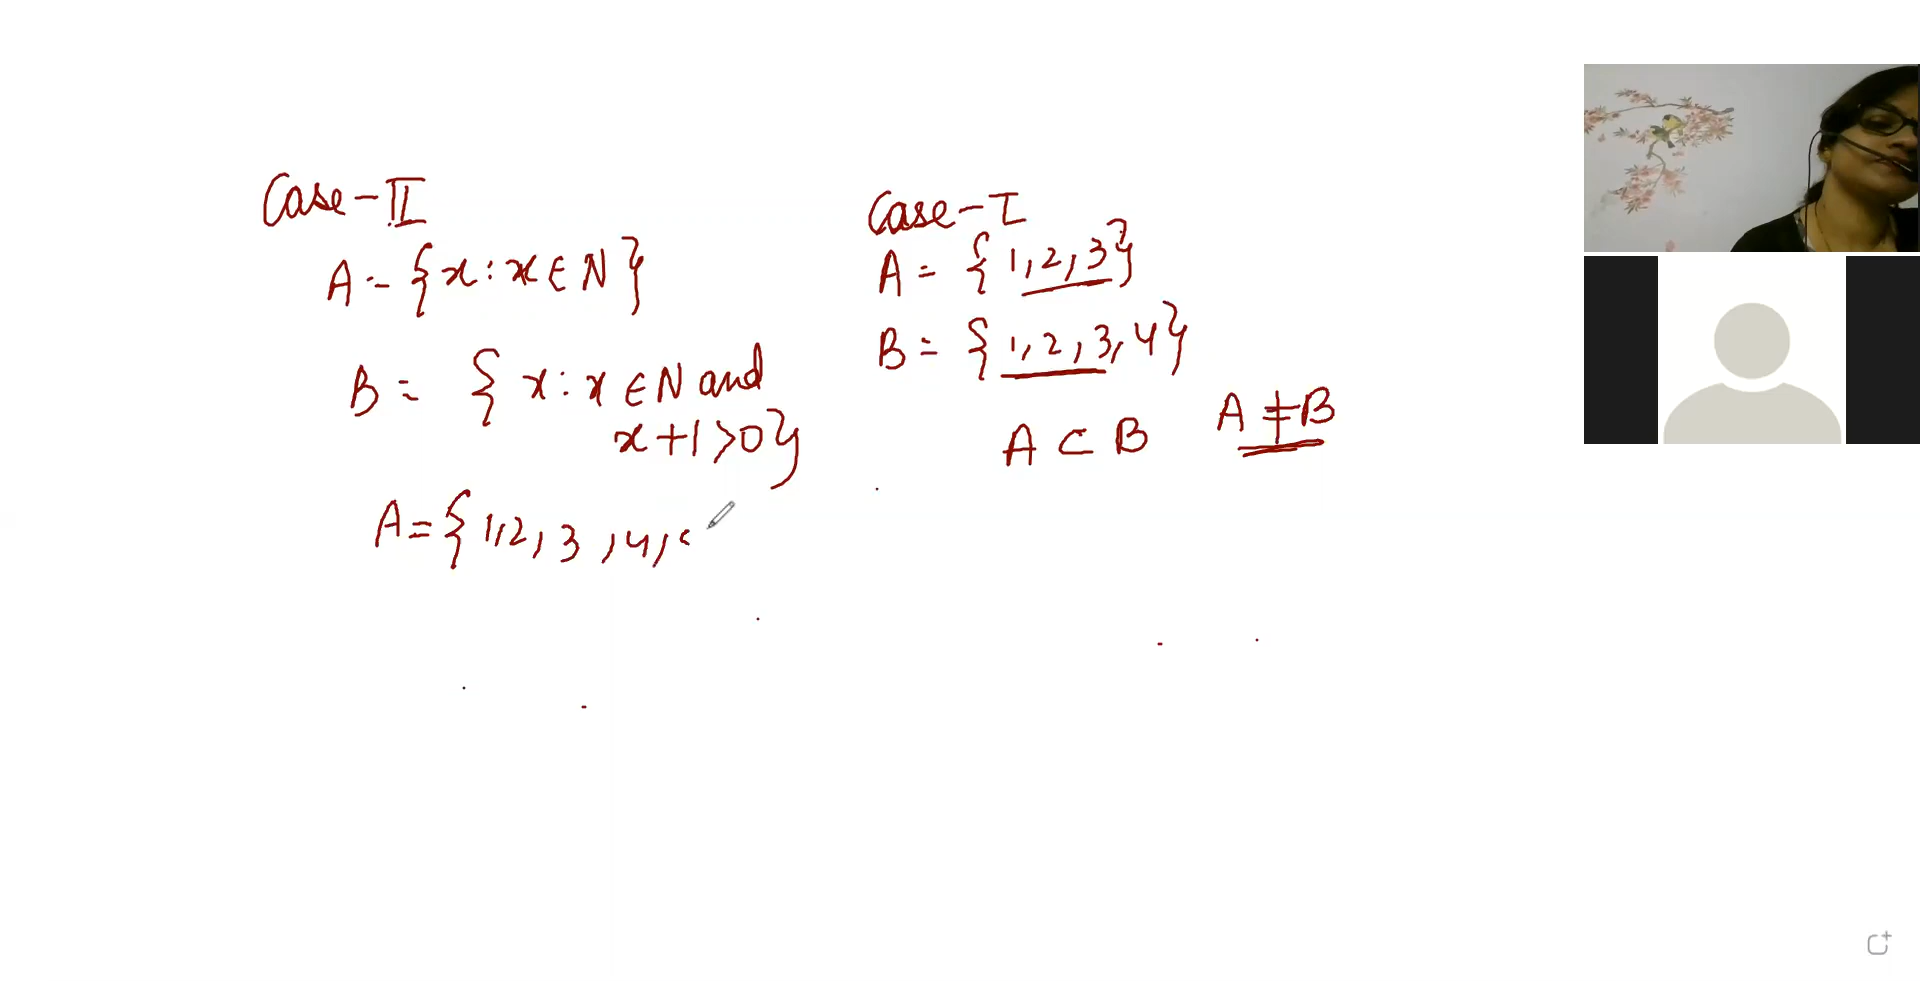 Case-II
A = {x : x ∈ N}
B = { x : x ∈ N and
x+1>0}
A = { 1,2, 3 , 4,
Case-I
A = { 1,2,3}
B = { 1,2,3,4}
A ⊂ B
A ≠ B